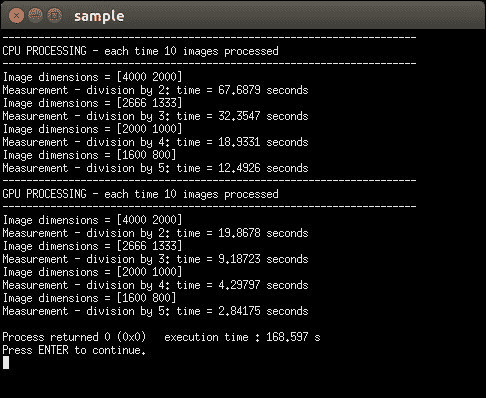 sample
----------------------------------------------------------------------
CPU PROCESSING - each time 10 images processed
----------------------------------------------------------------------
Image dimensions = [4000 2000]
Measurement - division by 2: time = 67.6879 seconds
Image dimensions = [2666 1333]
Measurement - division by 3: time = 32.3547 seconds
Image dimensions = [2000 1000]
Measurement - division by 4: time = 18.9331 seconds
Image dimensions = [1600 800]
Measurement - division by 5: time = 12.4926 seconds
----------------------------------------------------------------------
GPU PROCESSING - each time 10 images processed
----------------------------------------------------------------------
Image dimensions = [4000 2000]
Measurement - division by 2: time = 19.8678 seconds
Image dimensions = [2666 1333]
Measurement - division by 3: time = 9.18723 seconds
Image dimensions = [2000 1000]
Measurement - division by 4: time = 4.29797 seconds
Image dimensions = [1600 800]
Measurement - division by 5: time = 2.84175 seconds
Process returned 0 (0x0)   execution time : 168.597 s
Press ENTER to continue.